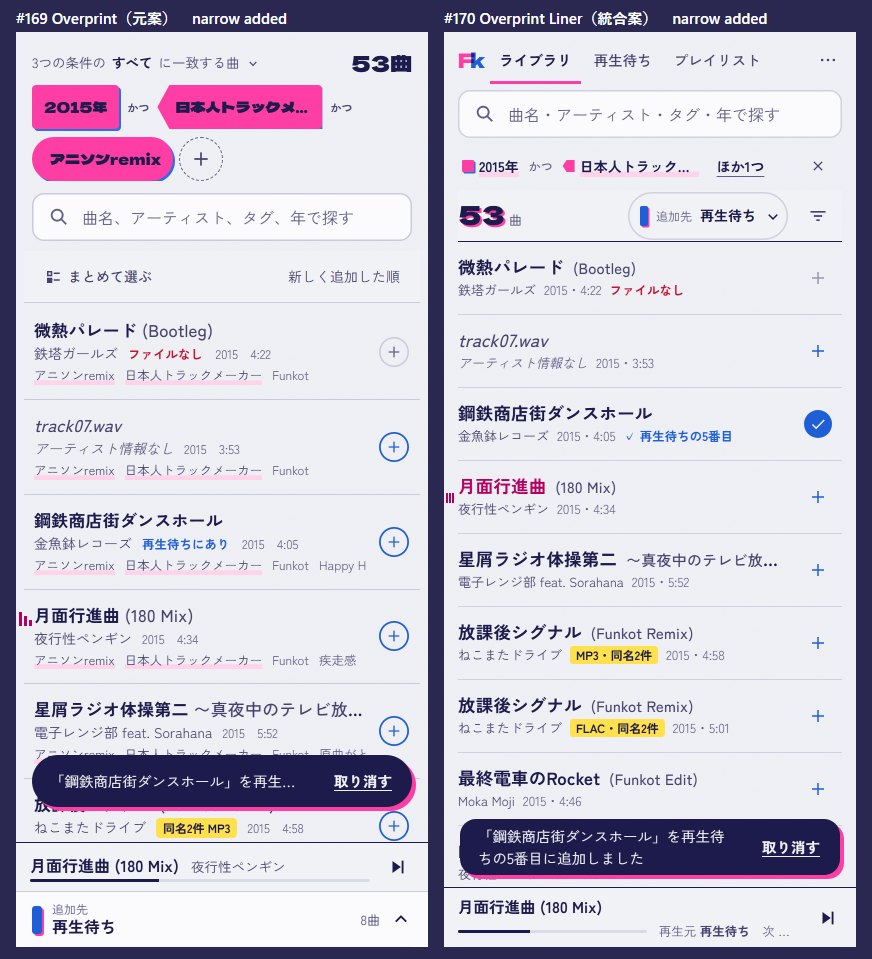 #169 Overprint（元案） narrow added
3つの条件の すべて に一致する曲
53曲
2015年 かつ 日本人トラックメ… かつ
アニソンremix +
曲名、アーティスト、タグ、年で探す
まとめて選ぶ 新しく追加した順
微熱パレード (Bootleg)
鉄塔ガールズ ファイルなし 2015 4:22
アニソンremix 日本人トラックメーカー Funkot
track07.wav
アーティスト情報なし 2015 3:53
アニソンremix 日本人トラックメーカー Funkot
鋼鉄商店街ダンスホール
金魚鉢レコーズ 再生待ちにあり 2015 4:05
アニソンremix 日本人トラックメーカー Funkot Happy H
月面行進曲 (180 Mix)
夜行性ペンギン 2015 4:34
アニソンremix 日本人トラックメーカー Funkot 疾走感
星屑ラジオ体操第二 〜真夜中のテレビ放…
電子レンジ部 feat. Sorahana 2015 5:52
アニソンremix 日本人トラックメーカー Funkot
「鋼鉄商店街ダンスホール」を再生… 取り消す
ねこまたドライブ 同名2件 MP3 2015 4:58
月面行進曲 (180 Mix) 夜行性ペンギン
追加先
再生待ち 8曲
#170 Overprint Liner（統合案） narrow added
Fk ライブラリ 再生待ち プレイリスト …
曲名・アーティスト・タグ・年で探す
2015年 かつ 日本人トラック… ほか1つ ×
53曲 追加先 再生待ち
微熱パレード (Bootleg)
鉄塔ガールズ 2015・4:22 ファイルなし
track07.wav
アーティスト情報なし 2015・3:53
鋼鉄商店街ダンスホール
金魚鉢レコーズ 2015・4:05 ✓ 再生待ちの5番目
月面行進曲 (180 Mix)
夜行性ペンギン 2015・4:34
星屑ラジオ体操第二 〜真夜中のテレビ放…
電子レンジ部 feat. Sorahana 2015・5:52
放課後シグナル (Funkot Remix)
ねこまたドライブ MP3・同名2件 2015・4:58
放課後シグナル (Funkot Remix)
ねこまたドライブ FLAC・同名2件 2015・5:01
最終電車のRocket (Funkot Edit)
Moka Moji 2015・4:46
「鋼鉄商店街ダンスホール」を再生待
ちの5番目に追加しました 取り消す
月面行進曲 (180 Mix)
再生元 再生待ち 次 …